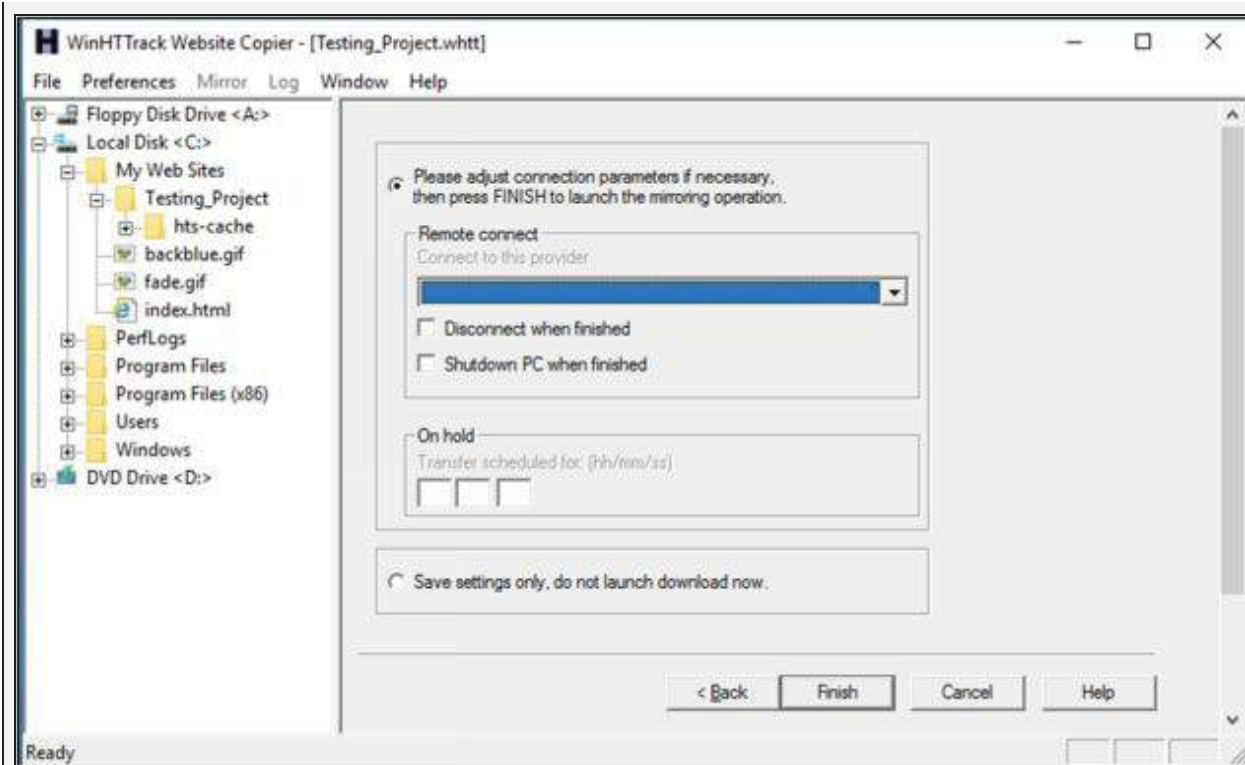 WinHTTrack Website Copier - [Testing_Project.whtt]
File Preferences Mirror Log Window Help
Floppy Disk Drive <A:>
Local Disk <C:>
My Web Sites
Testing_Project
hts-cache
backblue.gif
fade.gif
index.html
PerfLogs
Program Files
Program Files (x86)
Users
Windows
DVD Drive <D:>
Please adjust connection parameters if necessary,
then press FINISH to launch the mirroring operation.
Remote connect
Connect to this provider
Disconnect when finished
Shutdown PC when finished
On hold
Transfer scheduled for: (hh/mm/ss)
Save settings only, do not launch download now.
< Back Finish Cancel Help
Ready